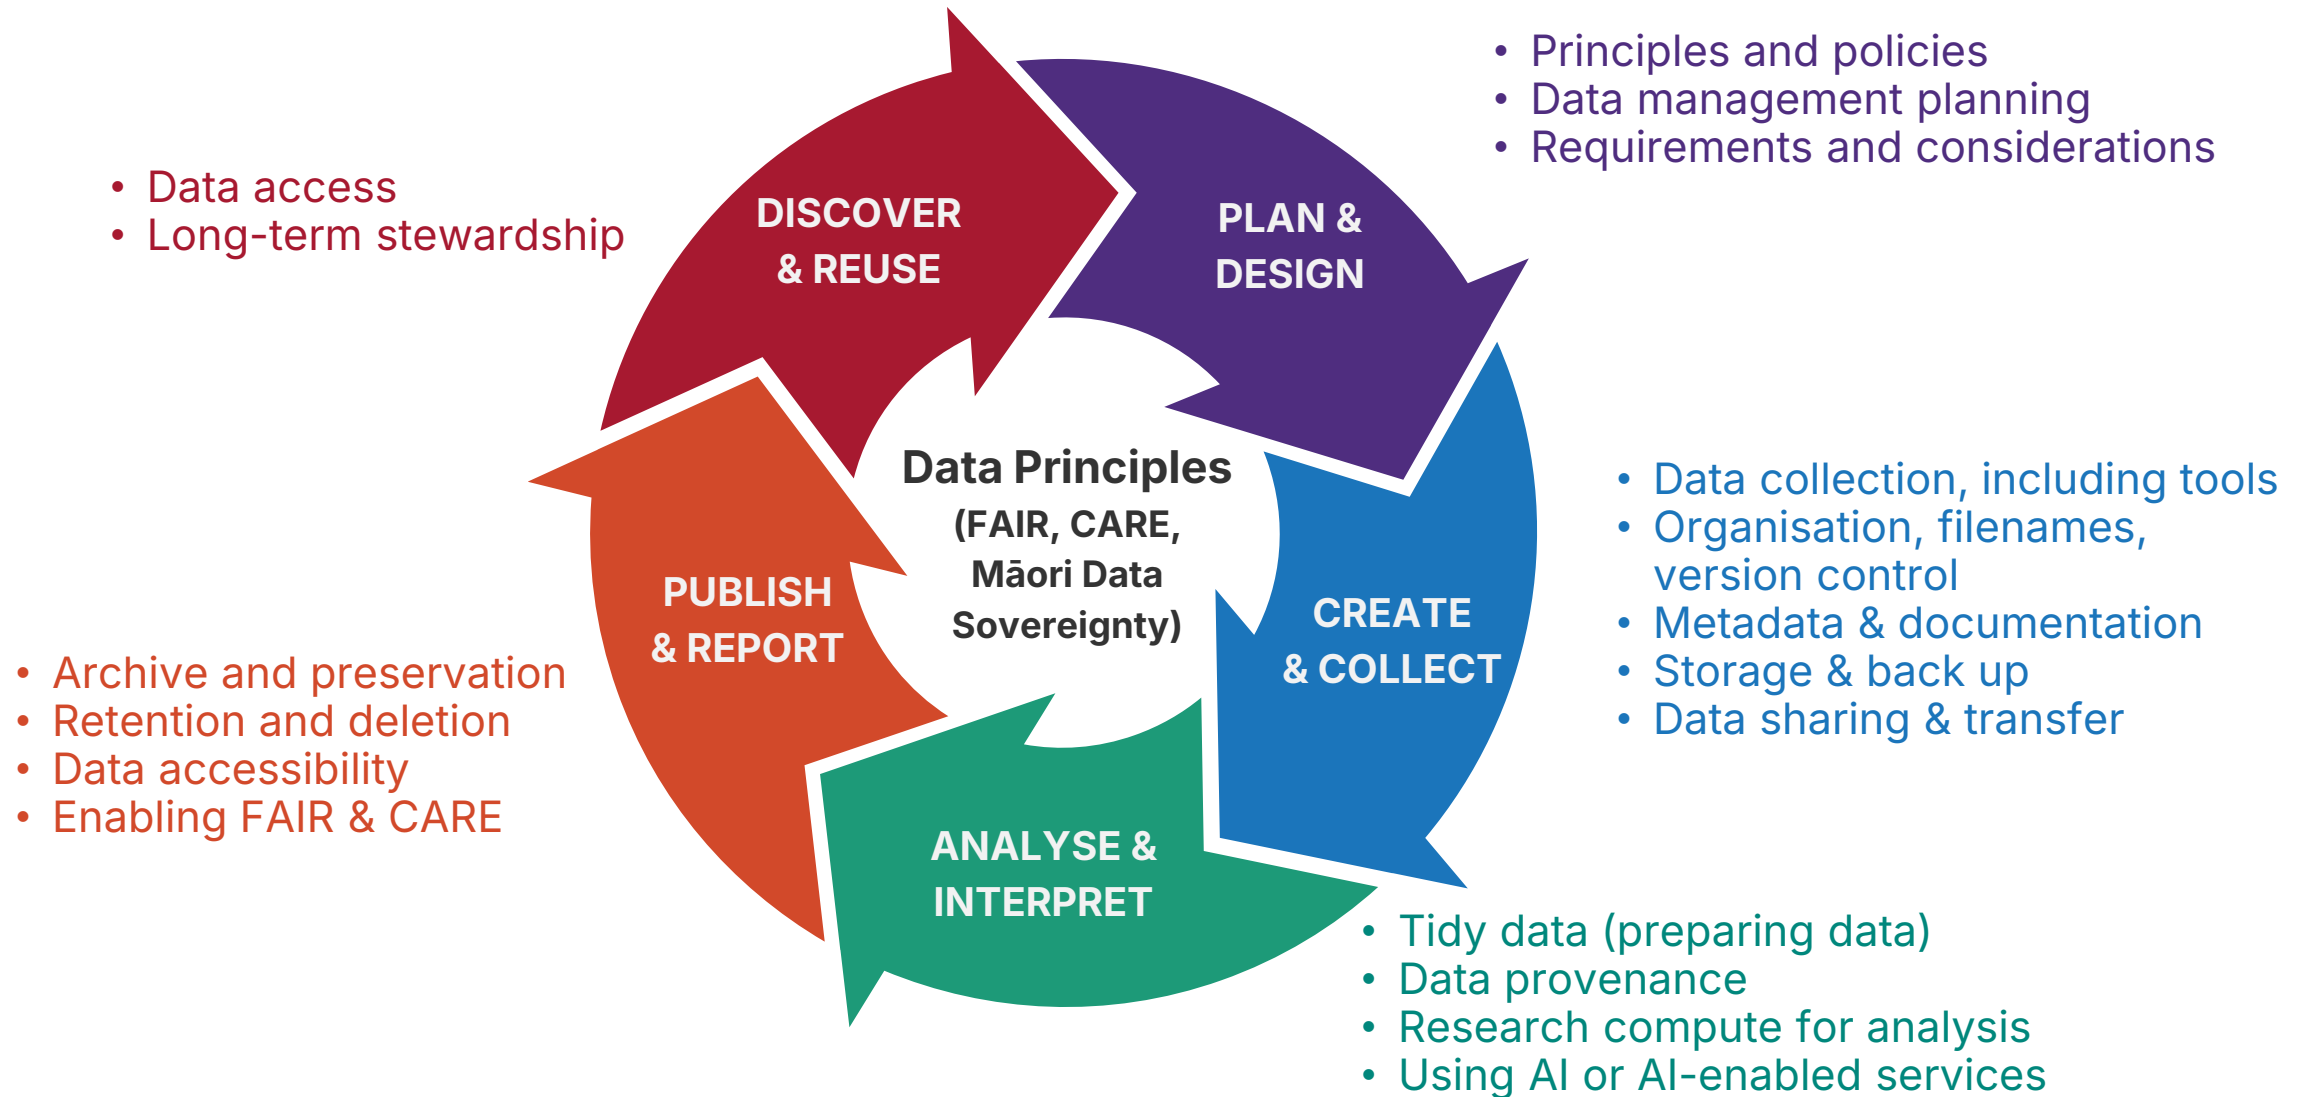 • Principles and policies
• Data management planning
• Requirements and considerations
PLAN &
DESIGN
• Data collection, including tools
• Organisation, filenames,
version control
• Metadata & documentation
• Storage & back up
• Data sharing & transfer
CREATE
& COLLECT
• Tidy data (preparing data)
• Data provenance
• Research compute for analysis
• Using AI or AI-enabled services
ANALYSE &
INTERPRET
• Archive and preservation
• Retention and deletion
• Data accessibility
• Enabling FAIR & CARE
PUBLISH
& REPORT
• Data access
• Long-term stewardship
DISCOVER
& REUSE
Data Principles
(FAIR, CARE,
Māori Data
Sovereignty)